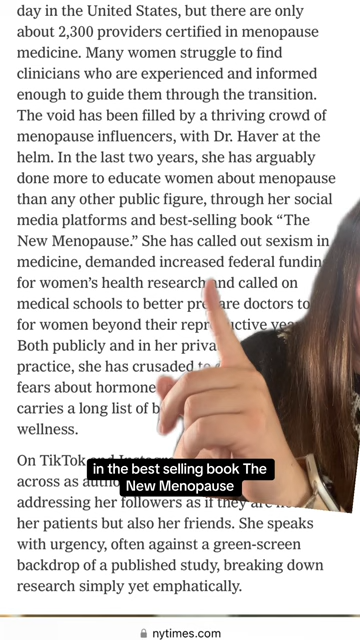 day in the United States, but there are only
about 2,300 providers certified in menopause
medicine. Many women struggle to find
clinicians who are experienced and informed
enough to guide them through the transition.
The void has been filled by a thriving crowd of
menopause influencers, with Dr. Haver at the
helm. In the last two years, she has arguably
done more to educate women about menopause
than any other public figure, through her social
media platforms and best-selling book “The
New Menopause.” She has called out sexism in
medicine, demanded increased federal fundin
for women’s health research and called on
medical schools to better prepare doctors to
for women beyond their reproductive
Both publicly and in her
practice, she has crusaded
fears about hormone
carries a long list of
wellness.
On TikTok
across as
addressing her followers as if they are
her patients but also her friends. She speaks
with urgency, often against a green-screen
backdrop of a published study, breaking down
research simply yet emphatically.
in the best selling book The
New Menopause
nytimes.com